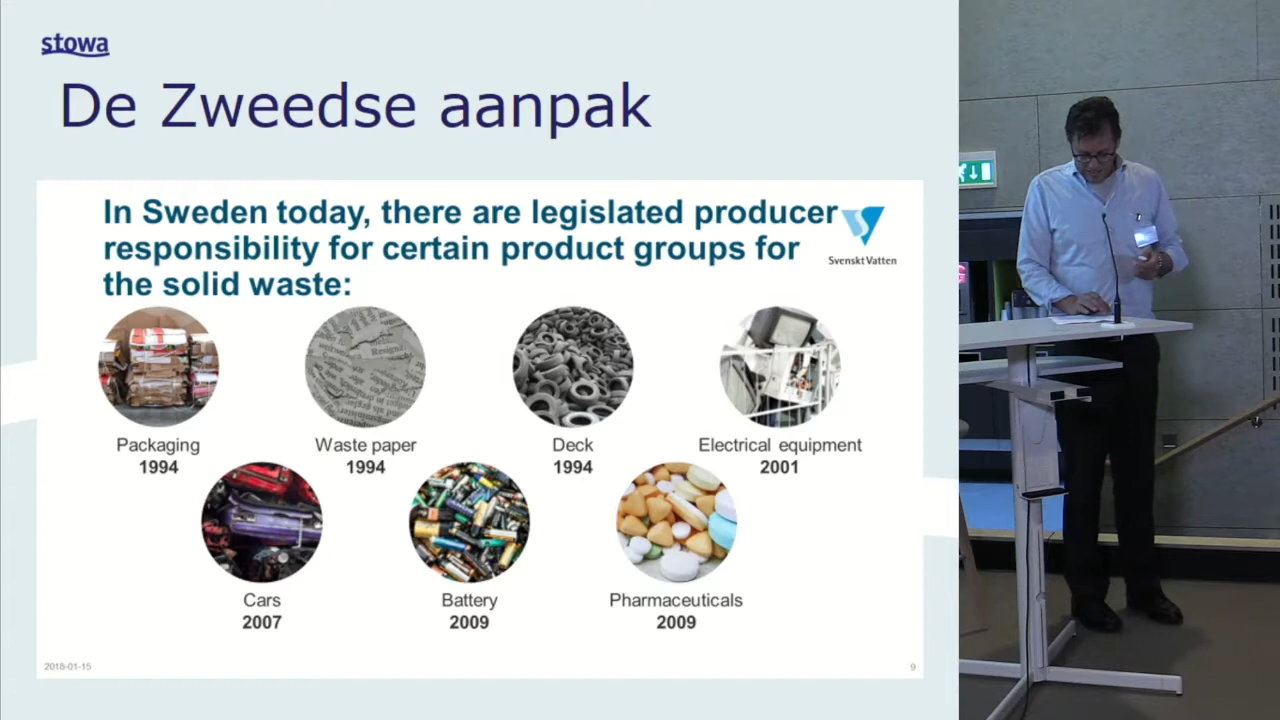 stowa
De Zweedse aanpak
In Sweden today, there are legislated producer
responsibility for certain product groups for
the solid waste:
Svenskt Vatten
Packaging
1994
Waste paper
1994
Deck
1994
Electrical equipment
2001
Cars
2007
Battery
2009
Pharmaceuticals
2009
2018-01-15
9